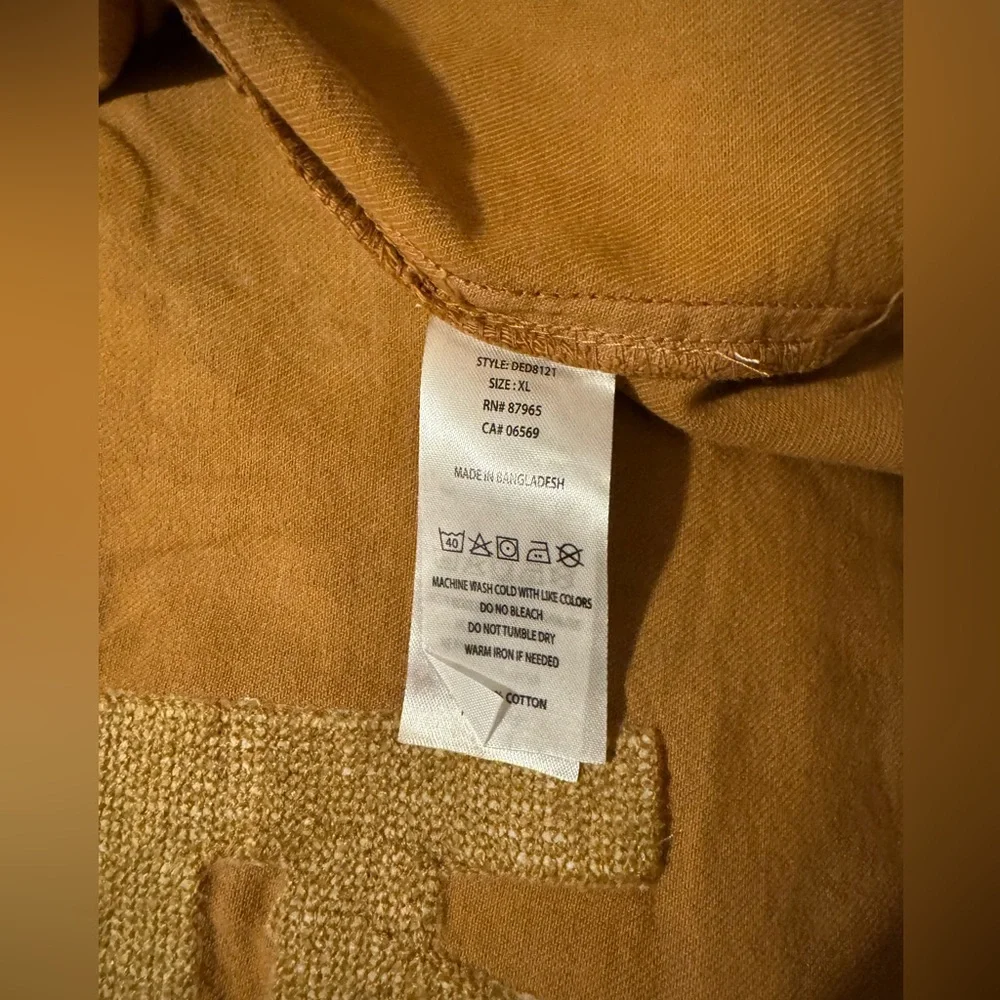 STYLE: DED8121
SIZE : XL
RN# 87965
CA# 06569
MADE IN BANGLADESH
40
MACHINE WASH COLD WITH LIKE COLORS
DO NO BLEACH
DO NOT TUMBLE DRY
WARM IRON IF NEEDED
COTTON